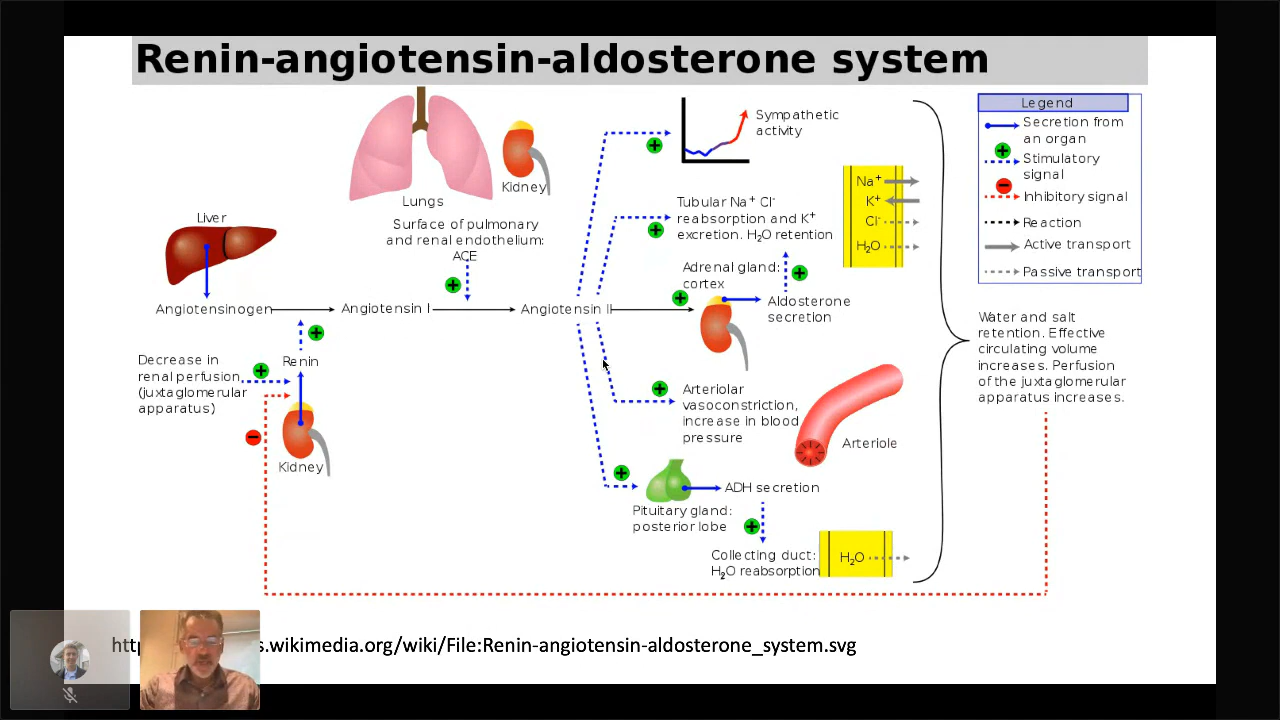 Renin-angiotensin-aldosterone system
Lungs
Kidney
Surface of pulmonary
and renal endothelium:
ACE
Liver
Angiotensinogen
Angiotensin I
Angiotensin II
Decrease in
renal perfusion
(juxtaglomerular
apparatus)
Renin
Kidney
Sympathetic
activity
Tubular Na⁺ Cl⁻
reabsorption and K⁺
excretion. H₂O retention
Adrenal gland:
cortex
Aldosterone
secretion
Arteriolar
vasoconstriction,
increase in blood
pressure
Arteriole
Pituitary gland:
posterior lobe
ADH secretion
Collecting duct:
H₂O reabsorption
H₂O
Na⁺
K⁺
Cl⁻
H₂O
Legend
Secretion from
an organ
Stimulatory
signal
Inhibitory signal
Reaction
Active transport
Passive transport
Water and salt
retention. Effective
circulating volume
increases. Perfusion
of the juxtaglomerular
apparatus increases.
.wikimedia.org/wiki/File:Renin-angiotensin-aldosterone_system.svg